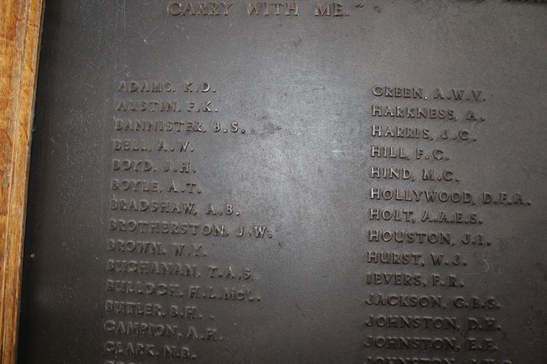 CARRY WITH ME."
ADAMS, K.D.
AUSTIN, F.K.
BANNISTER, B.S.
BELL, A.W.
BOYD, J.H.
BOYLE, A.T.
BRADSHAW, A.B.
BROTHERSTON, J.W.
BROWN, W.Y.
BUCHANAN, T.A.S.
BULLOCH, H.L.McL.
BUTLER, B.H.
CAMPION, A.H.
CLARK, N.R.
GREEN, A.W.V.
HARKNESS, A.
HARRIS, J.C.
HILL, F.C.
HIND, M.C.
HOLLYWOOD, D.F.A.
HOLT, A.A.E.S.
HOUSTON, J.I.
HURST, W.J.
IEVERS, F.R.
JACKSON, G.B.S.
JOHNSTON, D.H.
JOHNSTON, E.F.